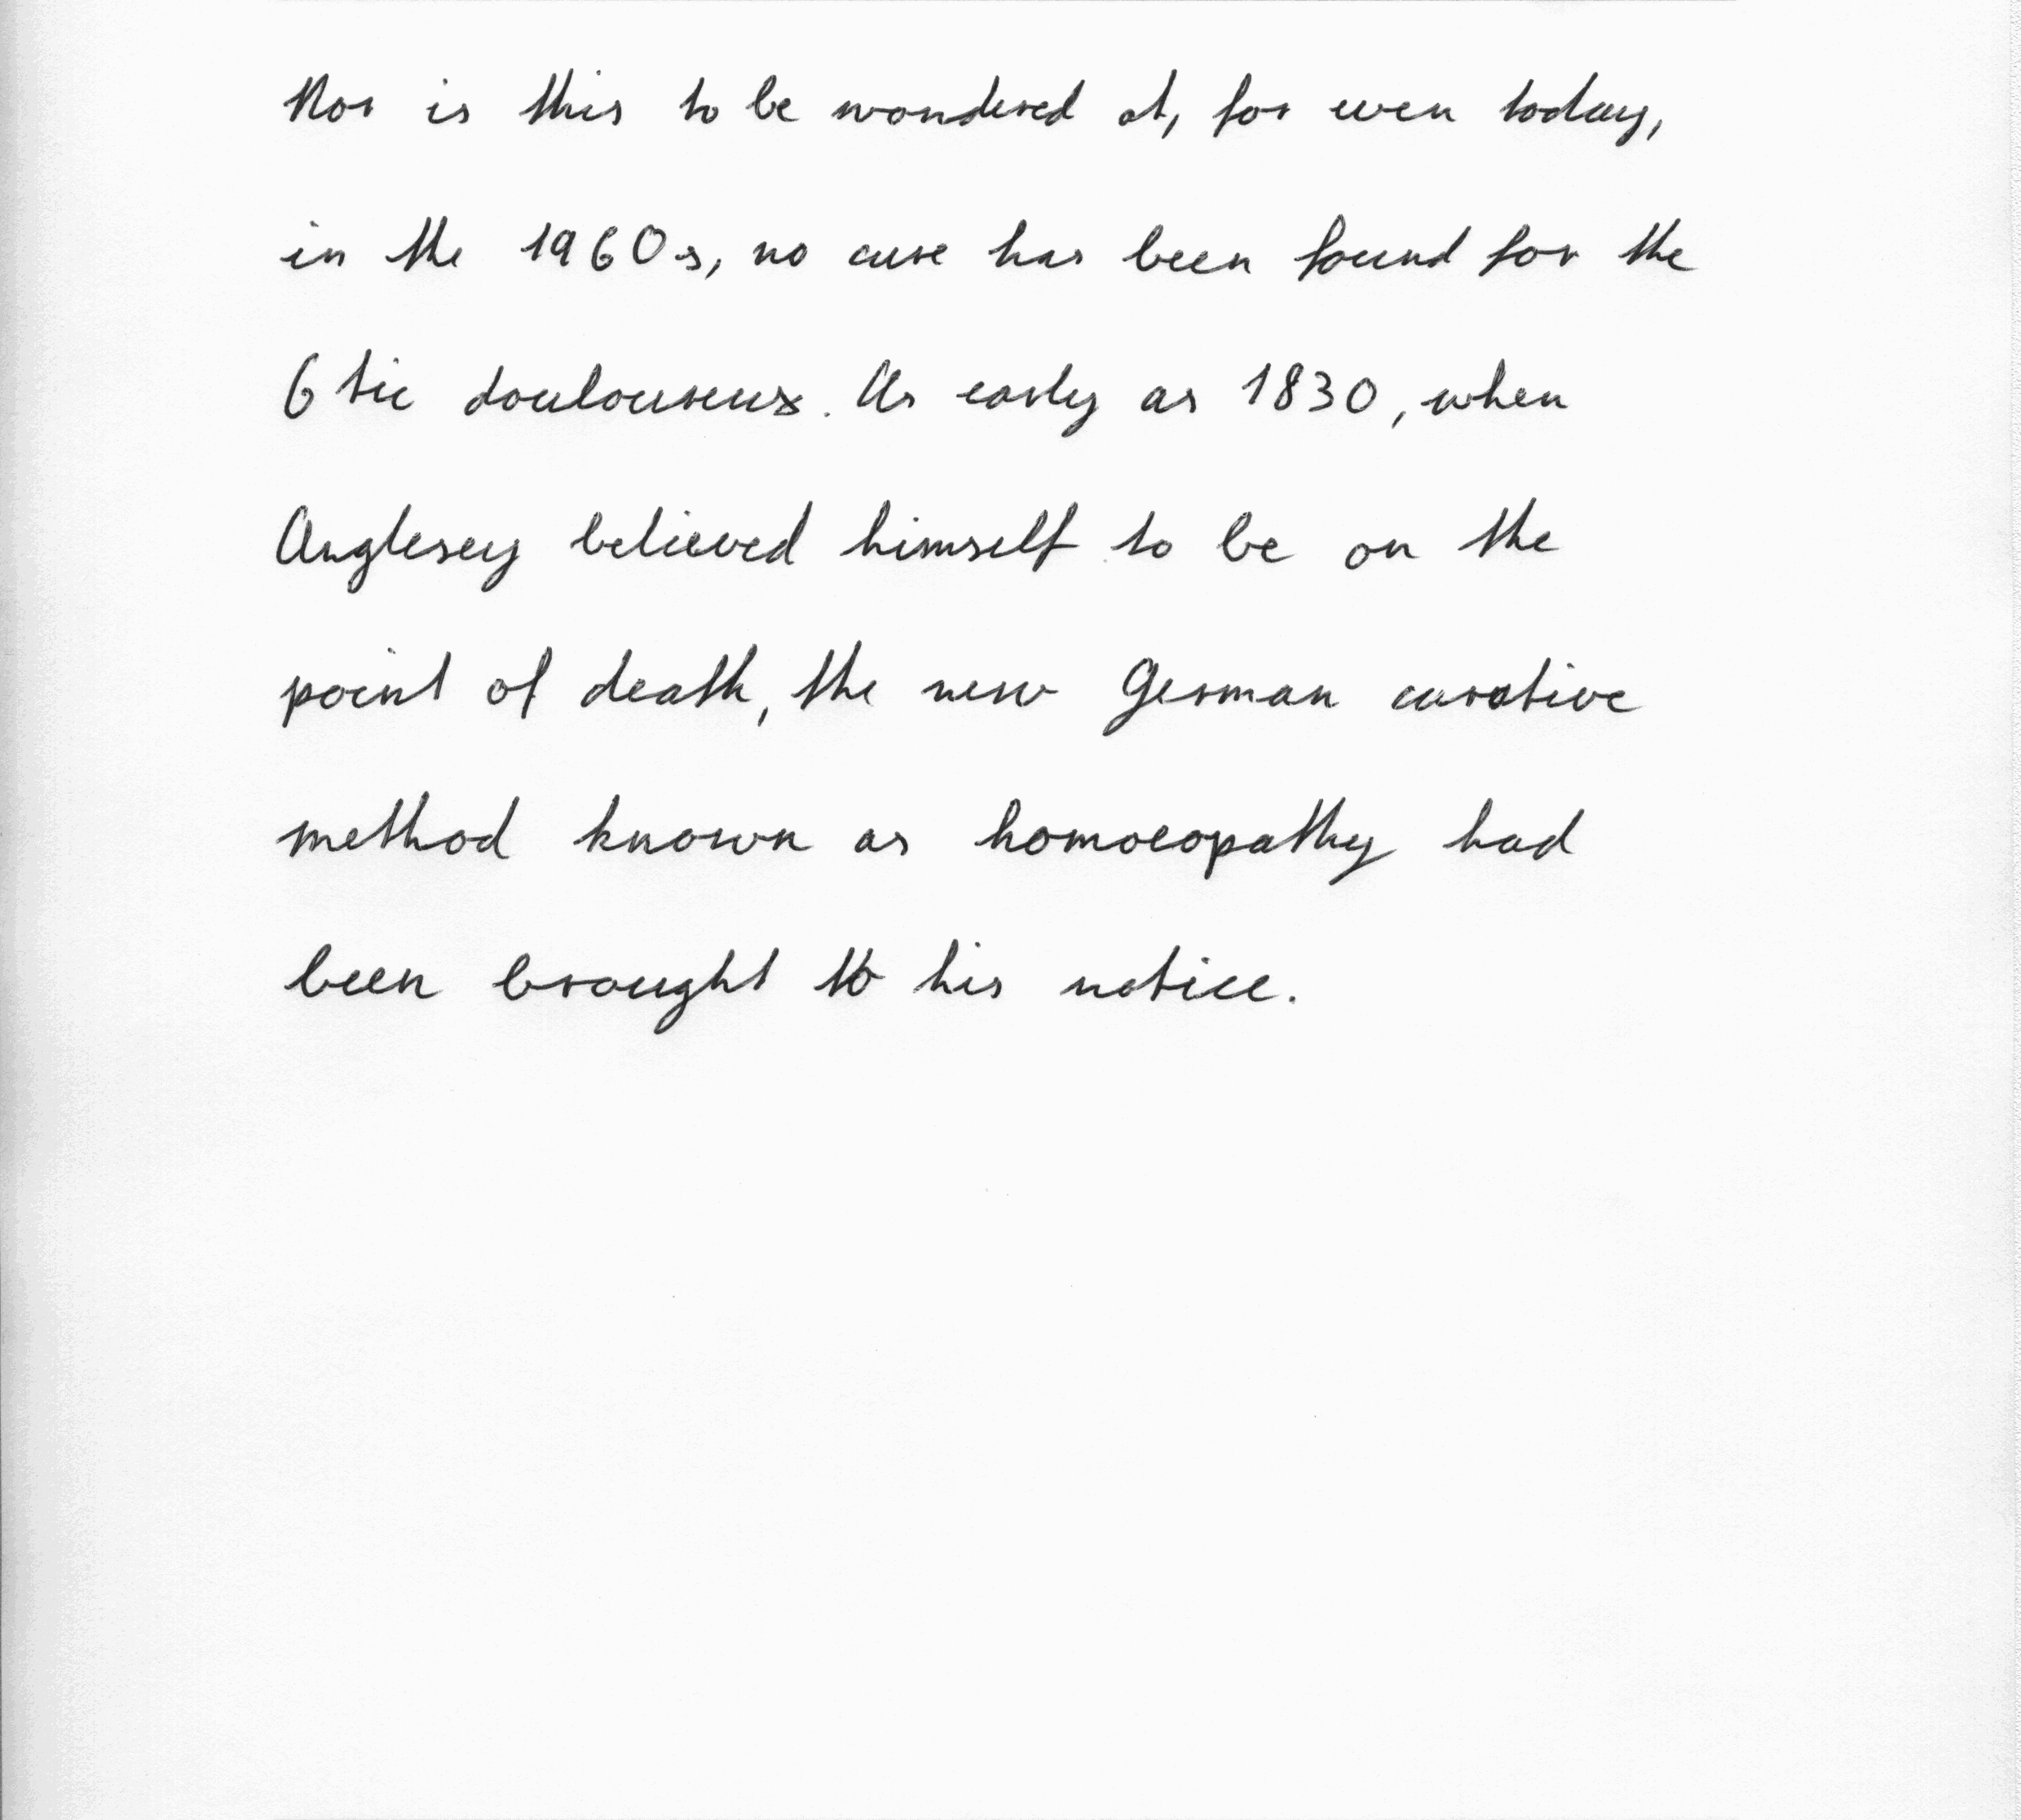 Nor is this to be wondered at, for even today,
in the 1960s, no cure has been found for the
6 tic douloureux. As early as 1830, when
Anglesey believed himself to be on the
point of death, the new German curative
method known as homoeopathy had
been brought to his notice.